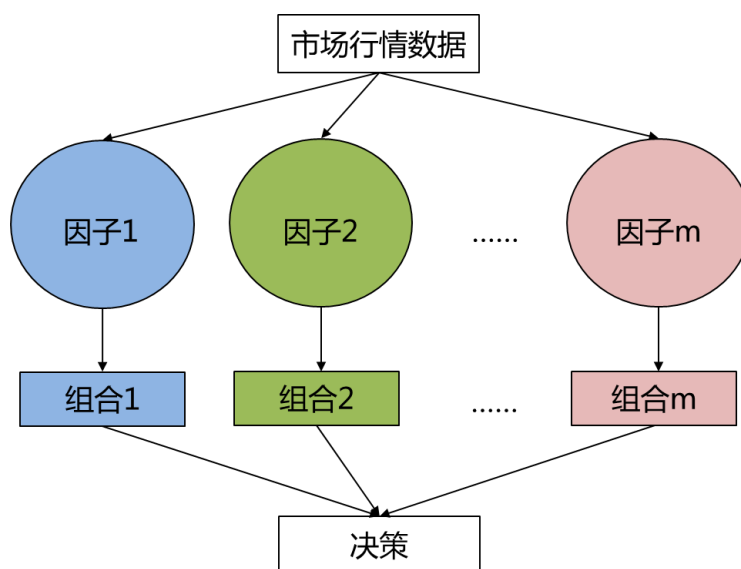 市场行情数据
因子1
因子2
......
因子m
组合1
组合2
......
组合m
决策